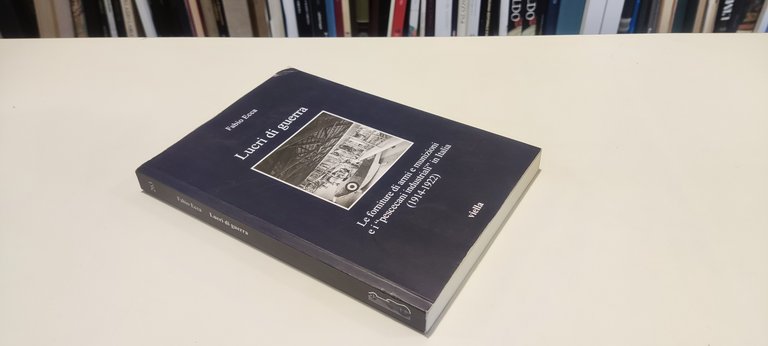 Fabio Ecca
Lucri di guerra
Le forniture di armi e munizioni
e i "pescecani industriali" in Italia
(1914-1922)
viella
Fabio Ecca
Lucri di guerra